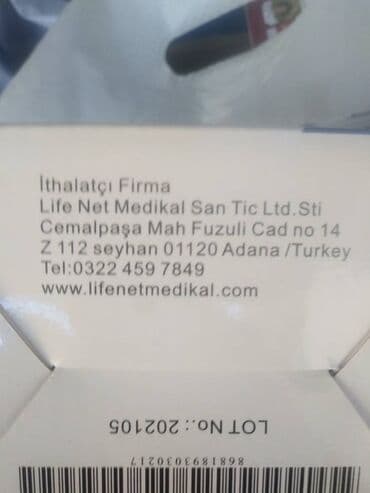 İthalatçı Firma
Life Net Medikal San Tic Ltd.Sti
Cemalpaşa Mah Fuzuli Cad no 14
Z 112 seyhan 01120 Adana /Turkey
Tel:0322 459 7849
www.lifenetmedikal.com
LOT No.: 202105
8681893030217